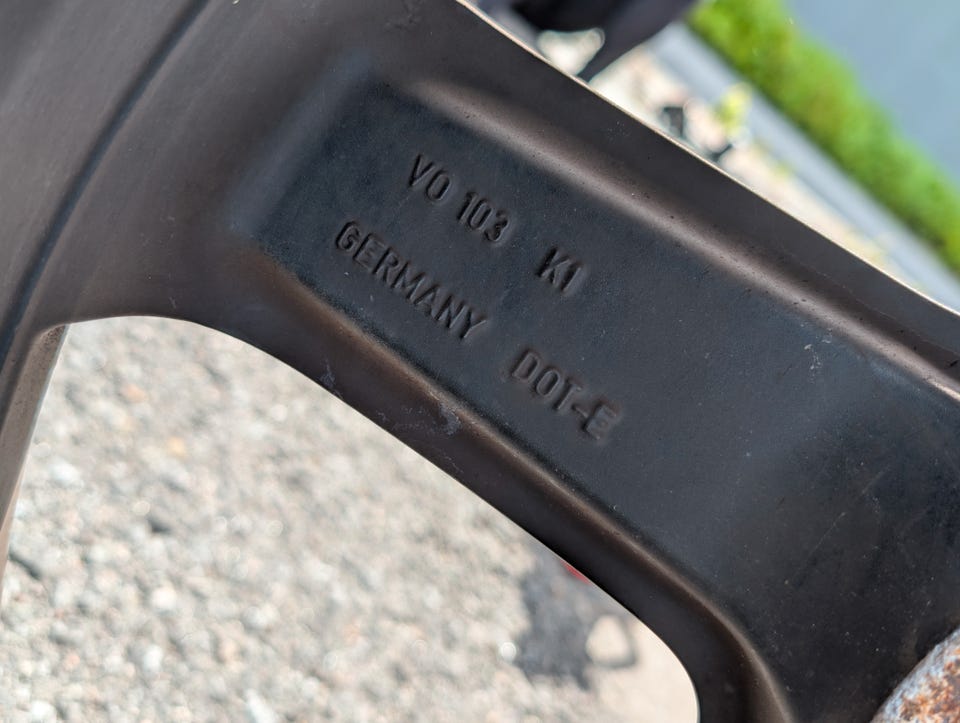 VO 103 K1
GERMANY DOT-E